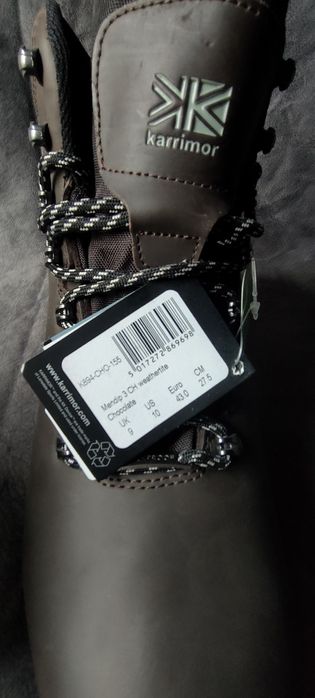 karrimor
K894-CHO-155
5 017272 869698
Mendip 3 CH weathertite
Chocolate
UK US Euro CM
9 10 43.0 27.5
www.karrimor.com